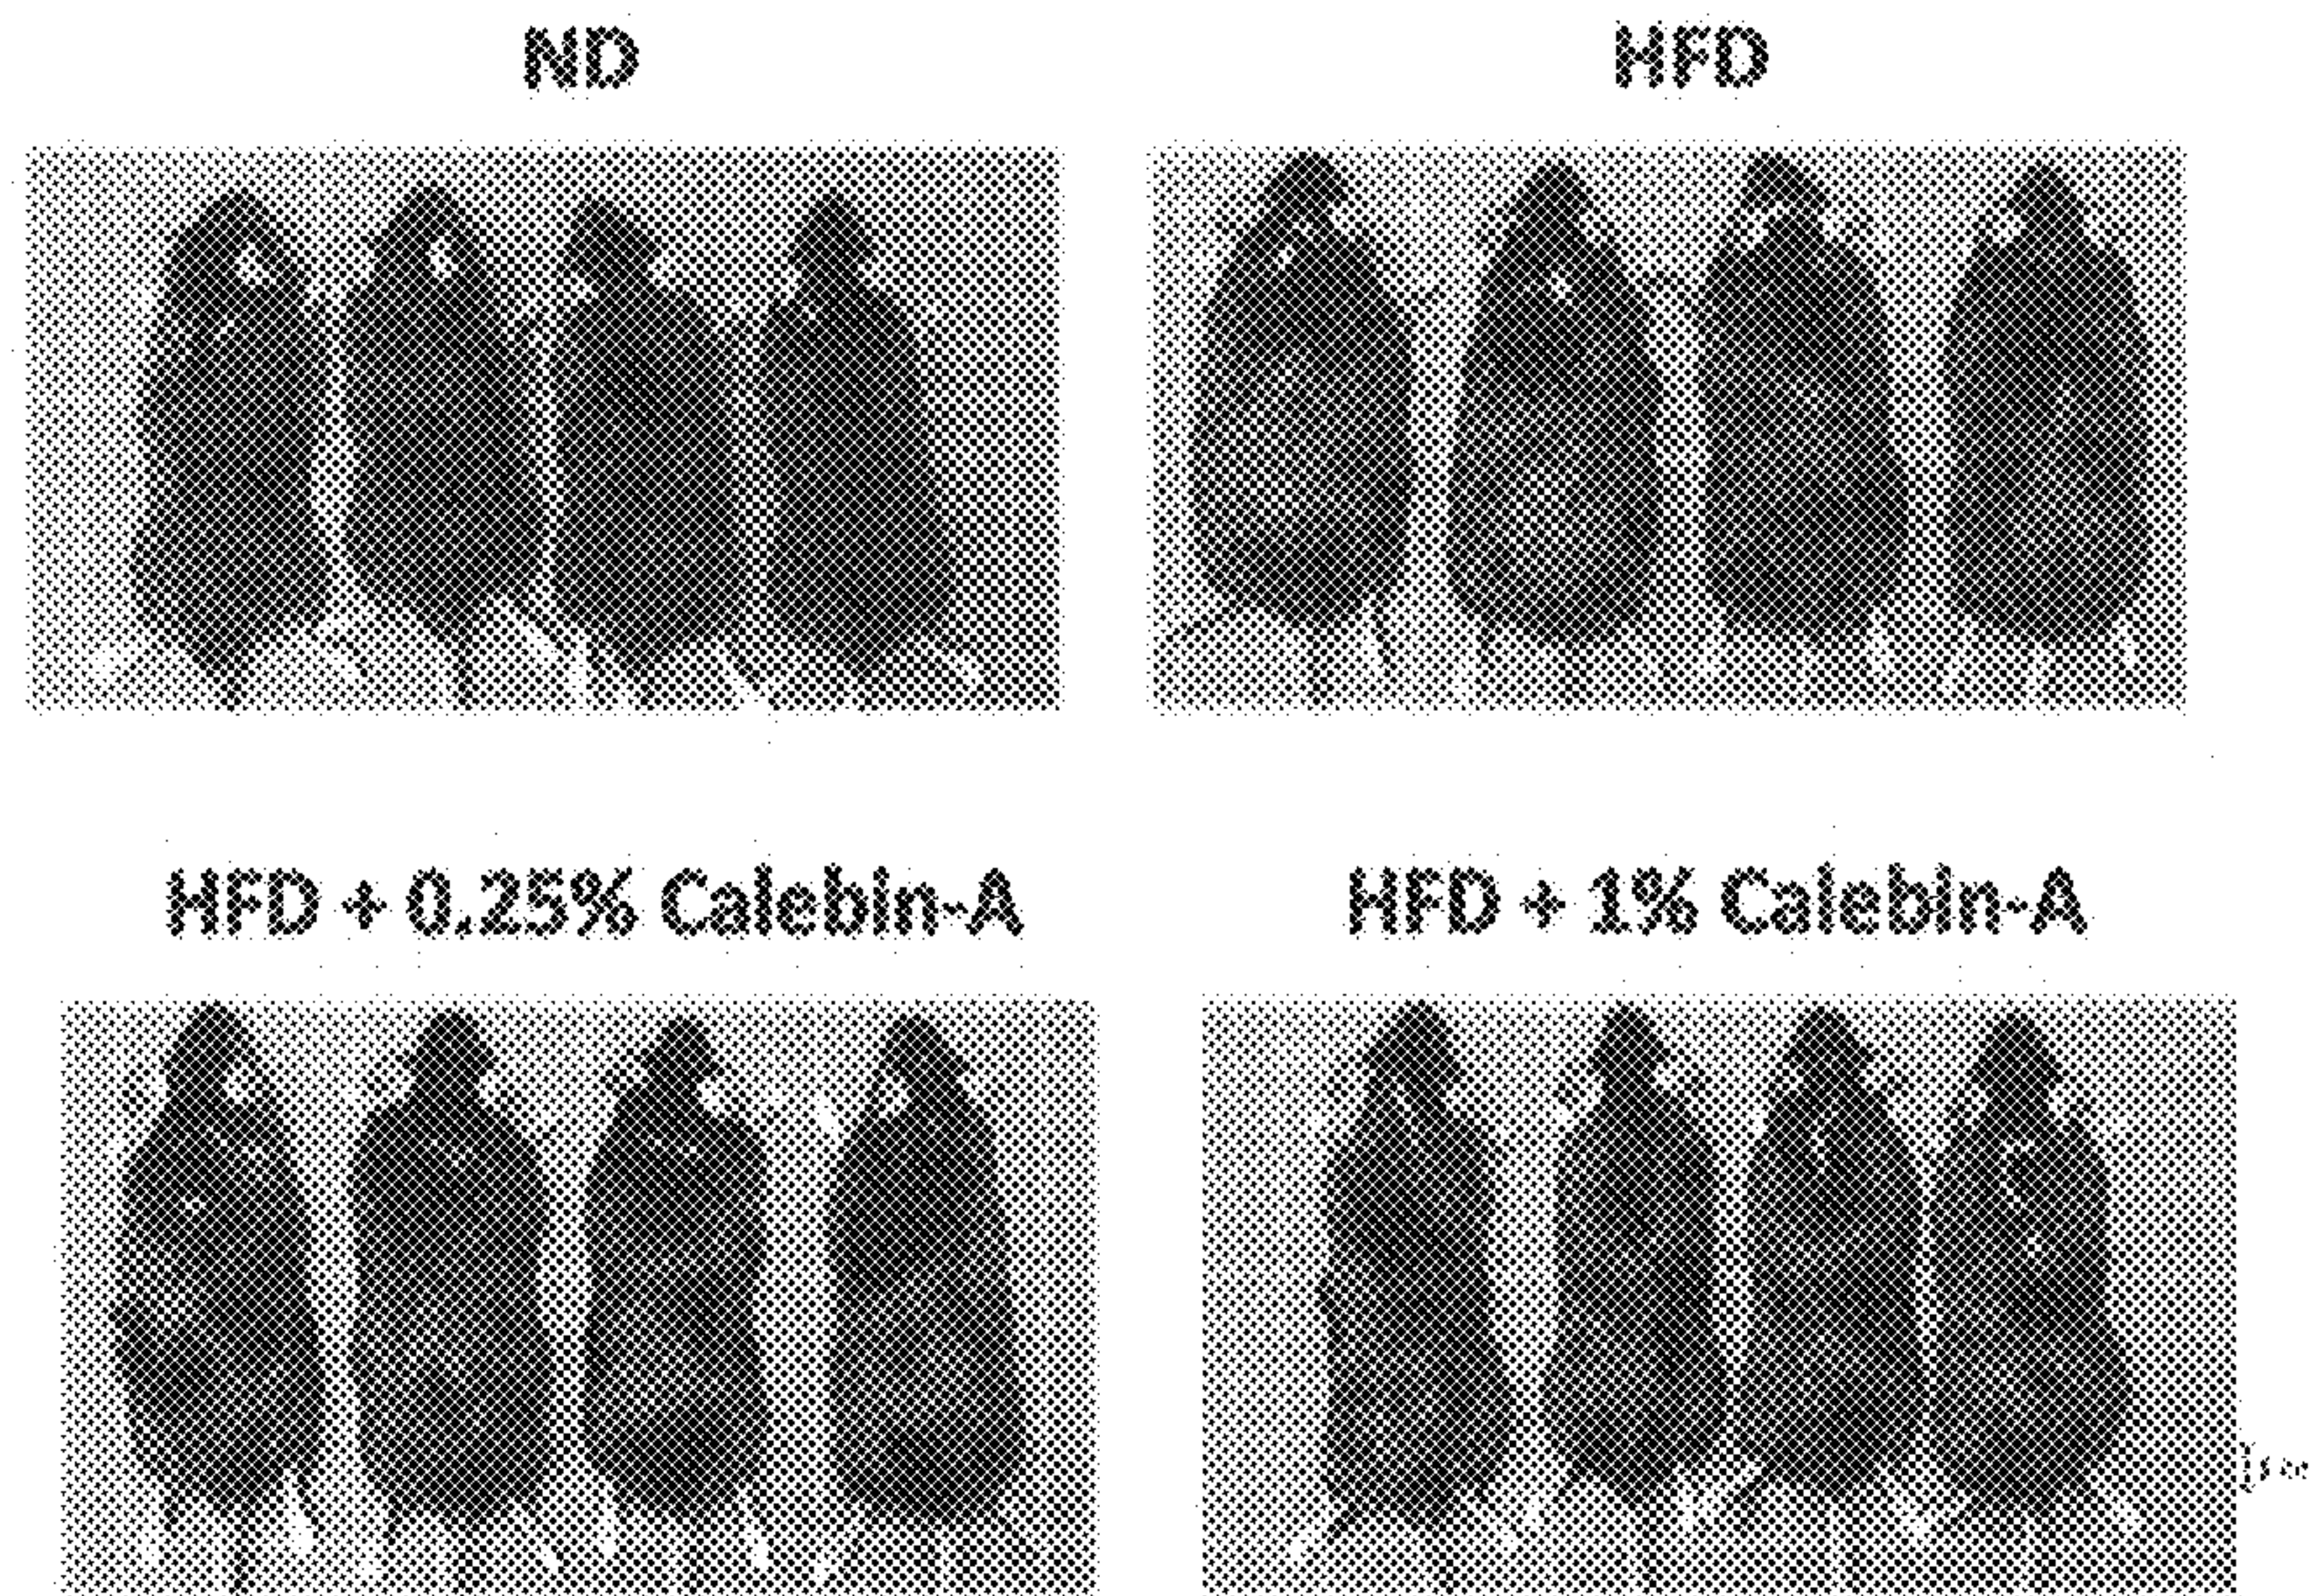 ND
HFD
HFD + 0.25% Calebin-A
HFD + 1% Calebin-A